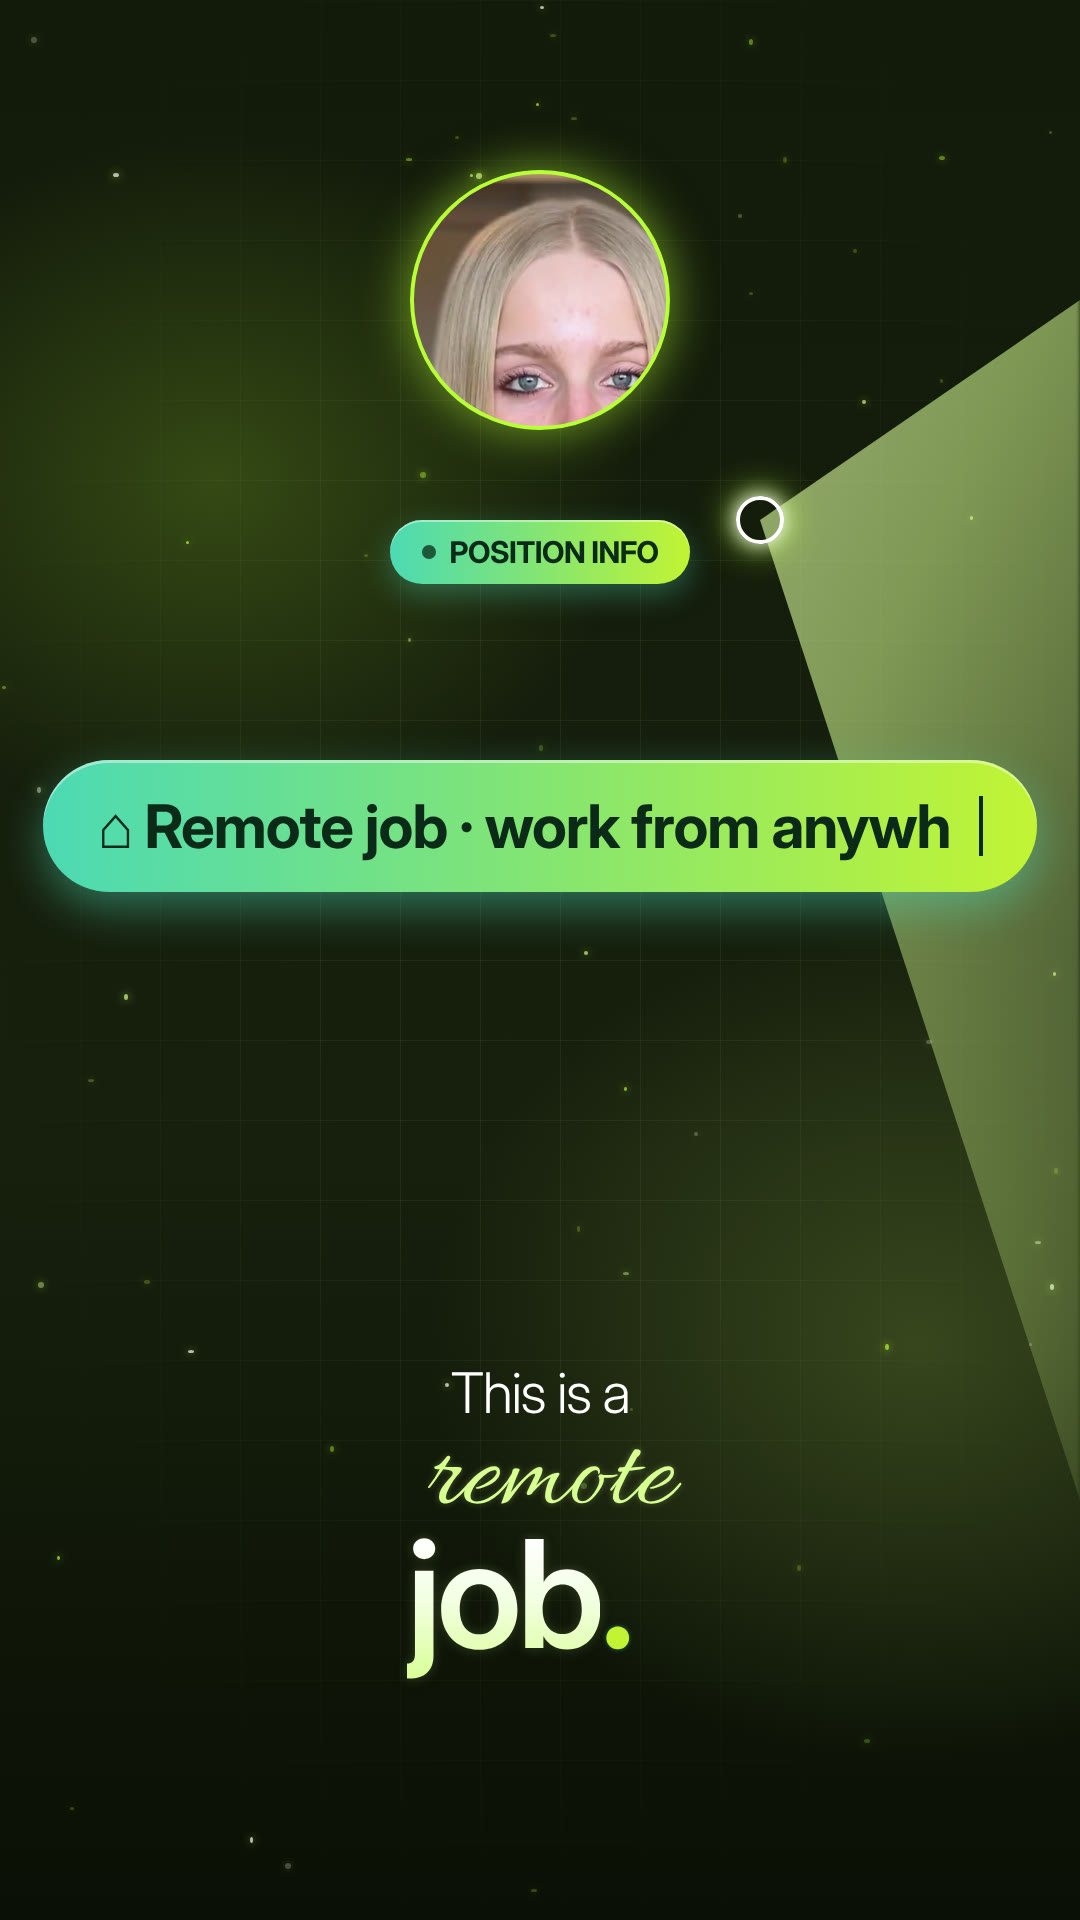 POSITION INFO
⌂ Remote job · work from anywh
This is a
remote
job.